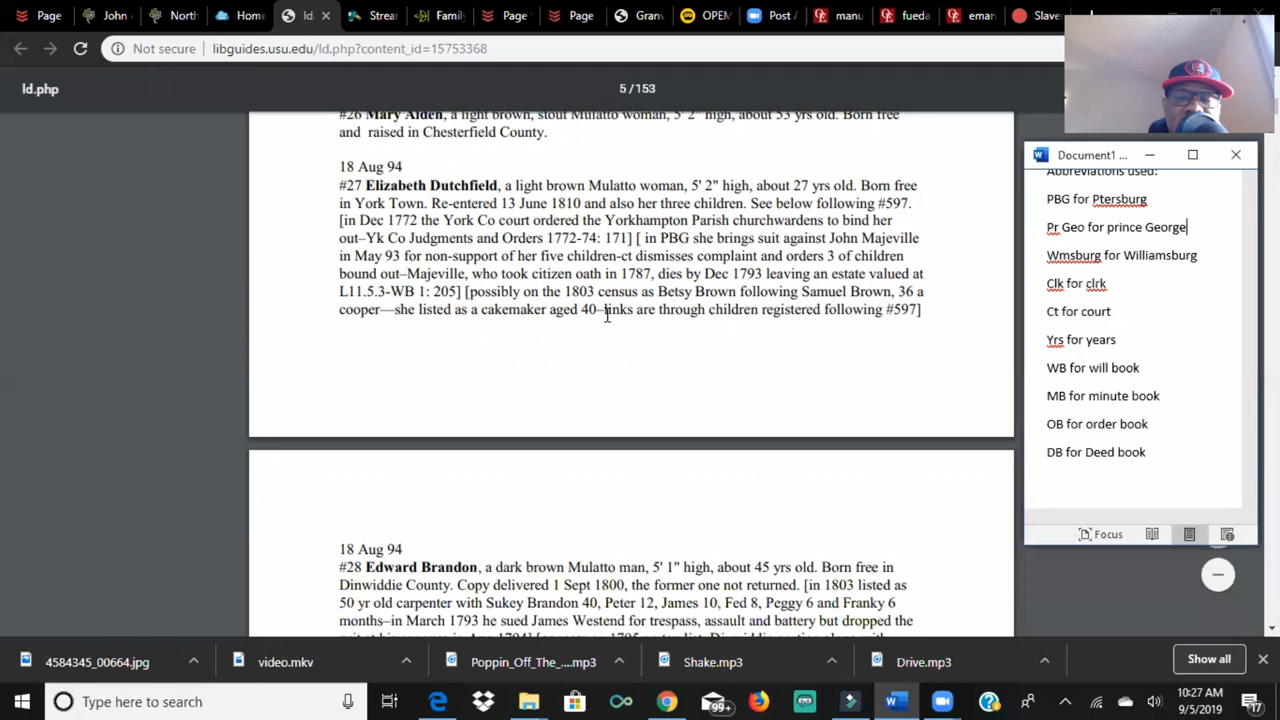 Page
John /
North
Home
ld.
Stream
Family
Page
Page
Granv
OPEM
Post A
manu
fueda
eman
Slave
Not secure
libguides.usu.edu/ld.php?content_id=15753368
ld.php
5 / 153
#26 Mary Alden, a light brown, stout Mulatto woman, 5' 2" high, about 53 yrs old. Born free
and raised in Chesterfield County.
18 Aug 94
#27 Elizabeth Dutchfield, a light brown Mulatto woman, 5' 2" high, about 27 yrs old. Born free
in York Town. Re-entered 13 June 1810 and also her three children. See below following #597.
[in Dec 1772 the York Co court ordered the Yorkhampton Parish churchwardens to bind her
out–Yk Co Judgments and Orders 1772-74: 171] [ in PBG she brings suit against John Majeville
in May 93 for non-support of her five children-ct dismisses complaint and orders 3 of children
bound out–Majeville, who took citizen oath in 1787, dies by Dec 1793 leaving an estate valued at
L11.5.3-WB 1: 205] [possibly on the 1803 census as Betsy Brown following Samuel Brown, 36 a
cooper—she listed as a cakemaker aged 40–links are through children registered following #597]
18 Aug 94
#28 Edward Brandon, a dark brown Mulatto man, 5' 1" high, about 45 yrs old. Born free in
Dinwiddie County. Copy delivered 1 Sept 1800, the former one not returned. [in 1803 listed as
50 yr old carpenter with Sukey Brandon 40, Peter 12, James 10, Fed 8, Peggy 6 and Franky 6
months–in March 1793 he sued James Westend for trespass, assault and battery but dropped the
Document1 ...
Abbreviations used:
PBG for Ptersburg
Pr Geo for prince George
Wmsburg for Williamsburg
Clk for clrk
Ct for court
Yrs for years
WB for will book
MB for minute book
OB for order book
DB for Deed book
Focus
4584345_00664.jpg
video.mkv
Poppin_Off_The_....mp3
Shake.mp3
Drive.mp3
Show all
Type here to search
99+
10:27 AM
9/5/2019
17